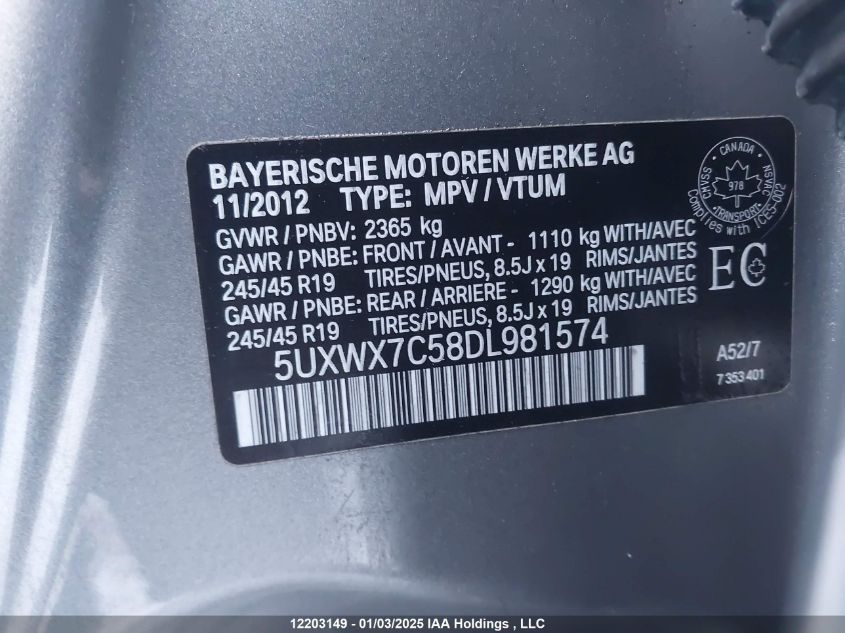 BAYERISCHE MOTOREN WERKE AG
11/2012 TYPE: MPV / VTUM
GVWR / PNBV: 2365 kg
GAWR / PNBE: FRONT / AVANT - 1110 kg WITH/AVEC
245/45 R19 TIRES/PNEUS, 8.5J x 19 RIMS/JANTES
GAWR / PNBE: REAR / ARRIERE - 1290 kg WITH/AVEC
245/45 R19 TIRES/PNEUS, 8.5J x 19 RIMS/JANTES
5UXWX7C58DL981574
CANADA
SVMC NSVAC
978
TRANSPORT
Complies with ICES-002
EC
A52/7
7 353 401
12203149 - 01/03/2025 IAA Holdings , LLC